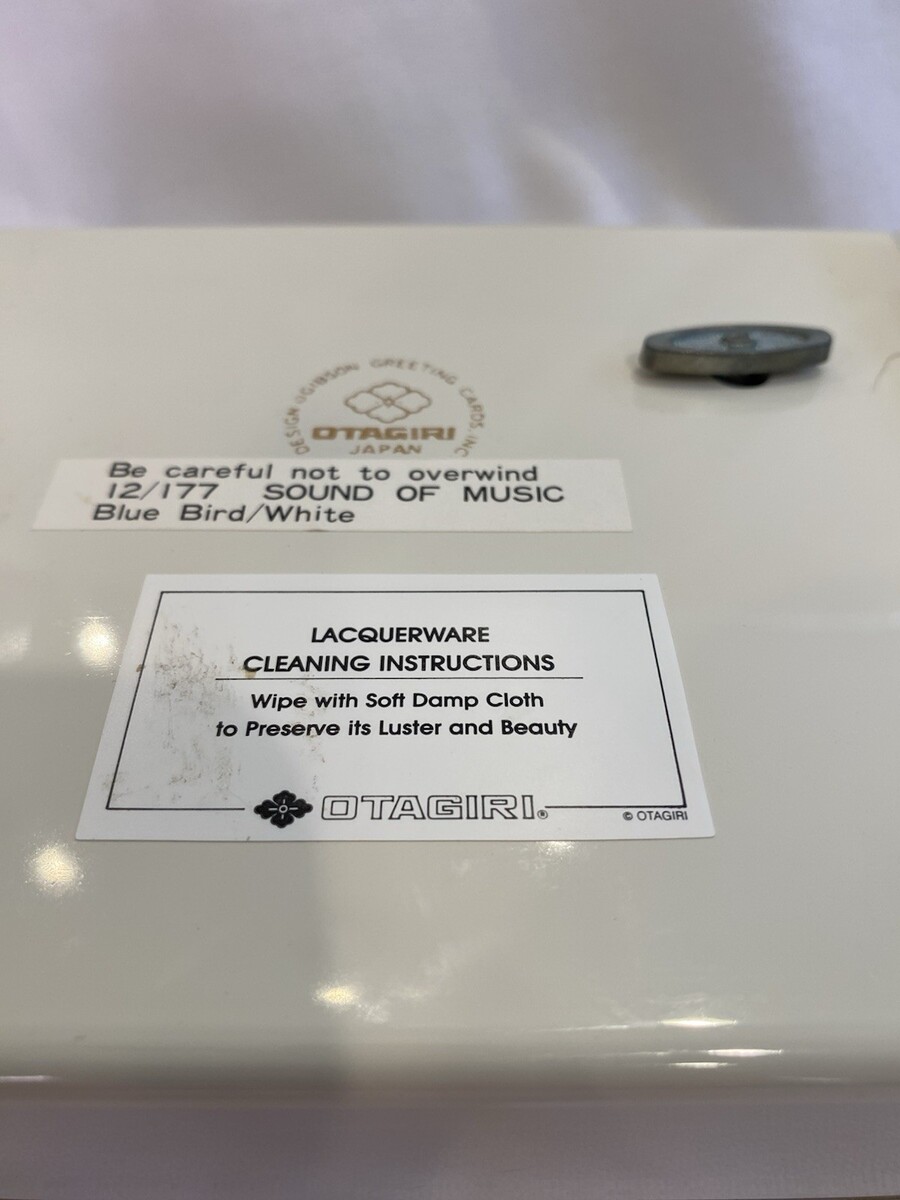 DESIGN ©GIBSON GREETING CARDS, INC
OTAGIRI
JAPAN
Be careful not to overwind
12/177 SOUND OF MUSIC
Blue Bird/White
LACQUERWARE
CLEANING INSTRUCTIONS
Wipe with Soft Damp Cloth
to Preserve its Luster and Beauty
OTAGIRI®
© OTAGIRI